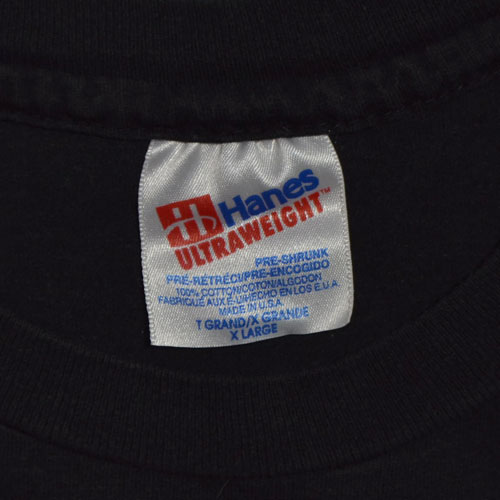 Hanes
ULTRAWEIGHT™
PRE-SHRUNK
PRE-RETRECI/PRE-ENCOGIDO
100% COTTON/COTON/ALGODON
FABRIQUE AUX E-U/HECHO EN LOS E.U.A.
MADE IN U.S.A.
T GRAND/X GRANDE
X LARGE